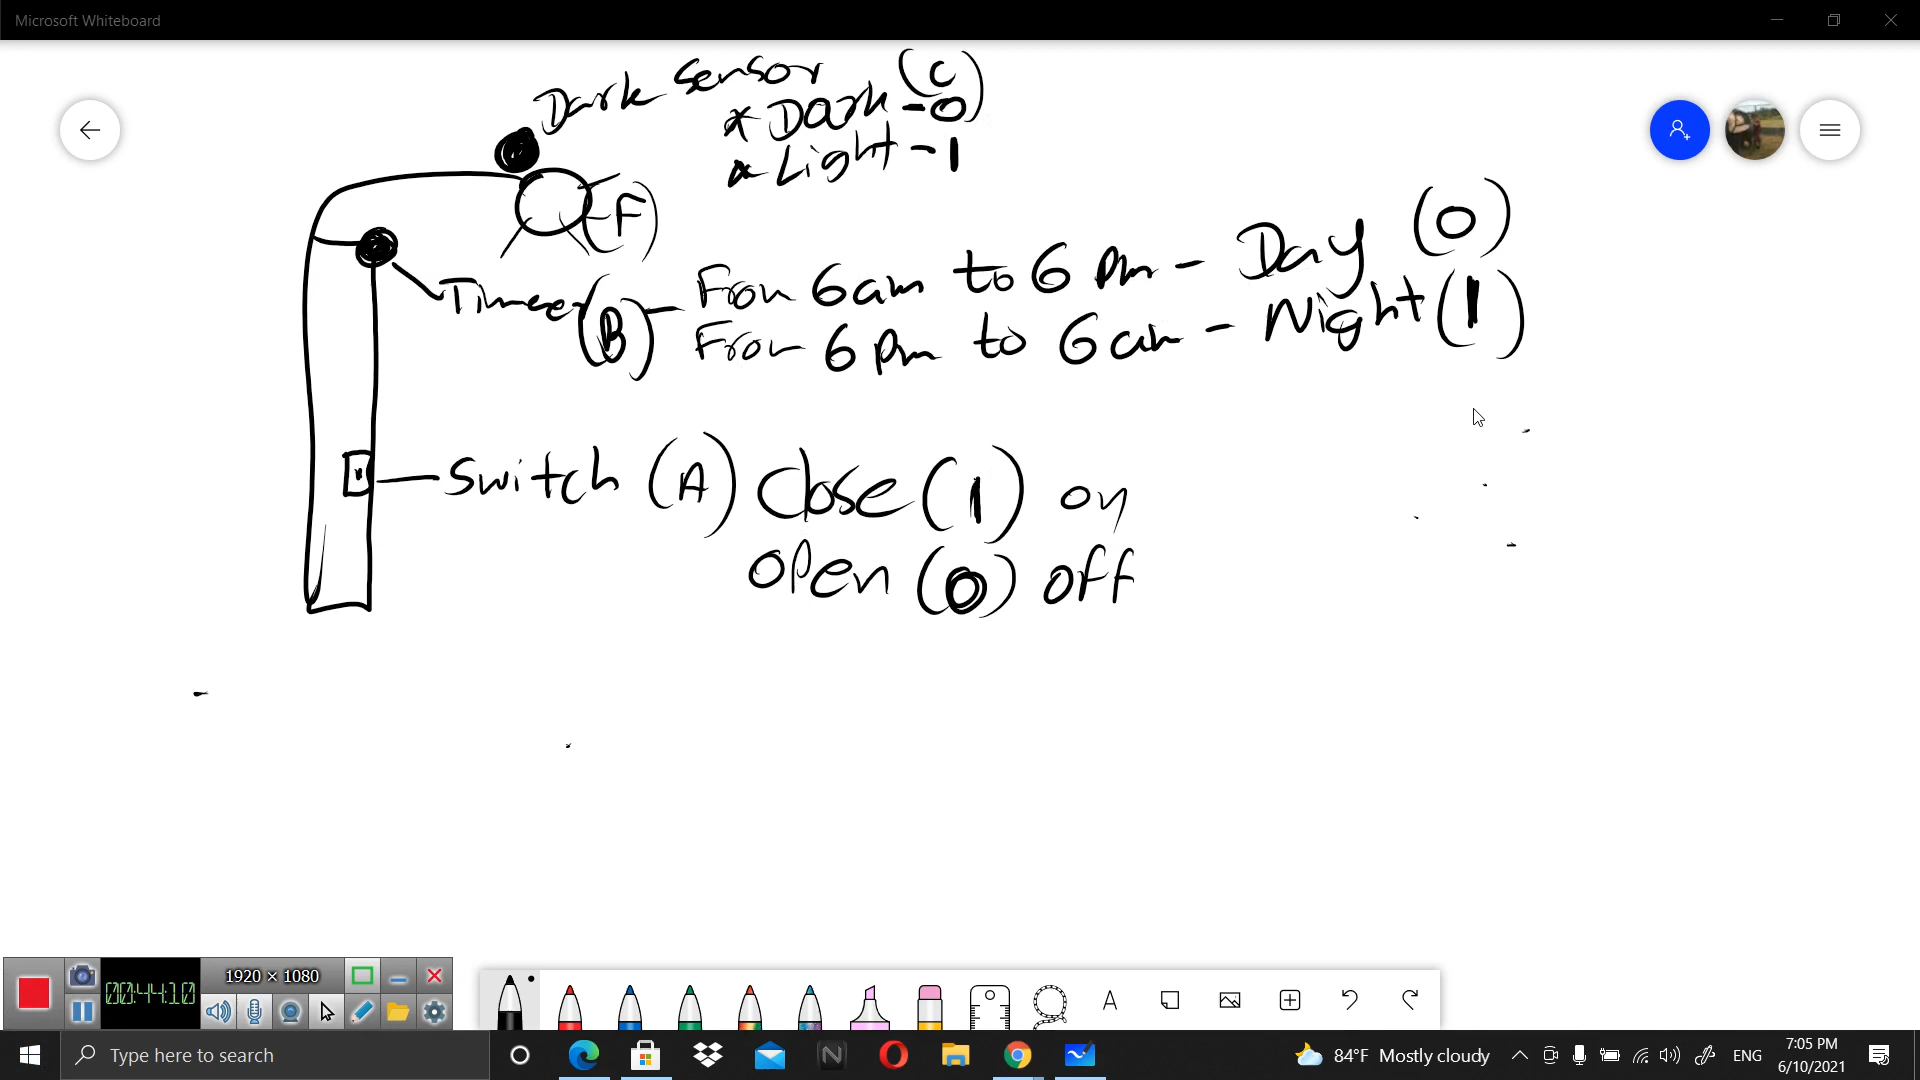 Microsoft Whiteboard
Dark sensor (C)
* Dark - 0
* Light - 1
(F)
Timeer (B) - From 6am to 6 Pm - Day (0)
From 6 Pm to 6 am - Night (1)
Switch (A) Close (1) on
open (0) off
00:44:10
1920 × 1080
A
N
Type here to search
84°F Mostly cloudy
ENG
7:05 PM
6/10/2021